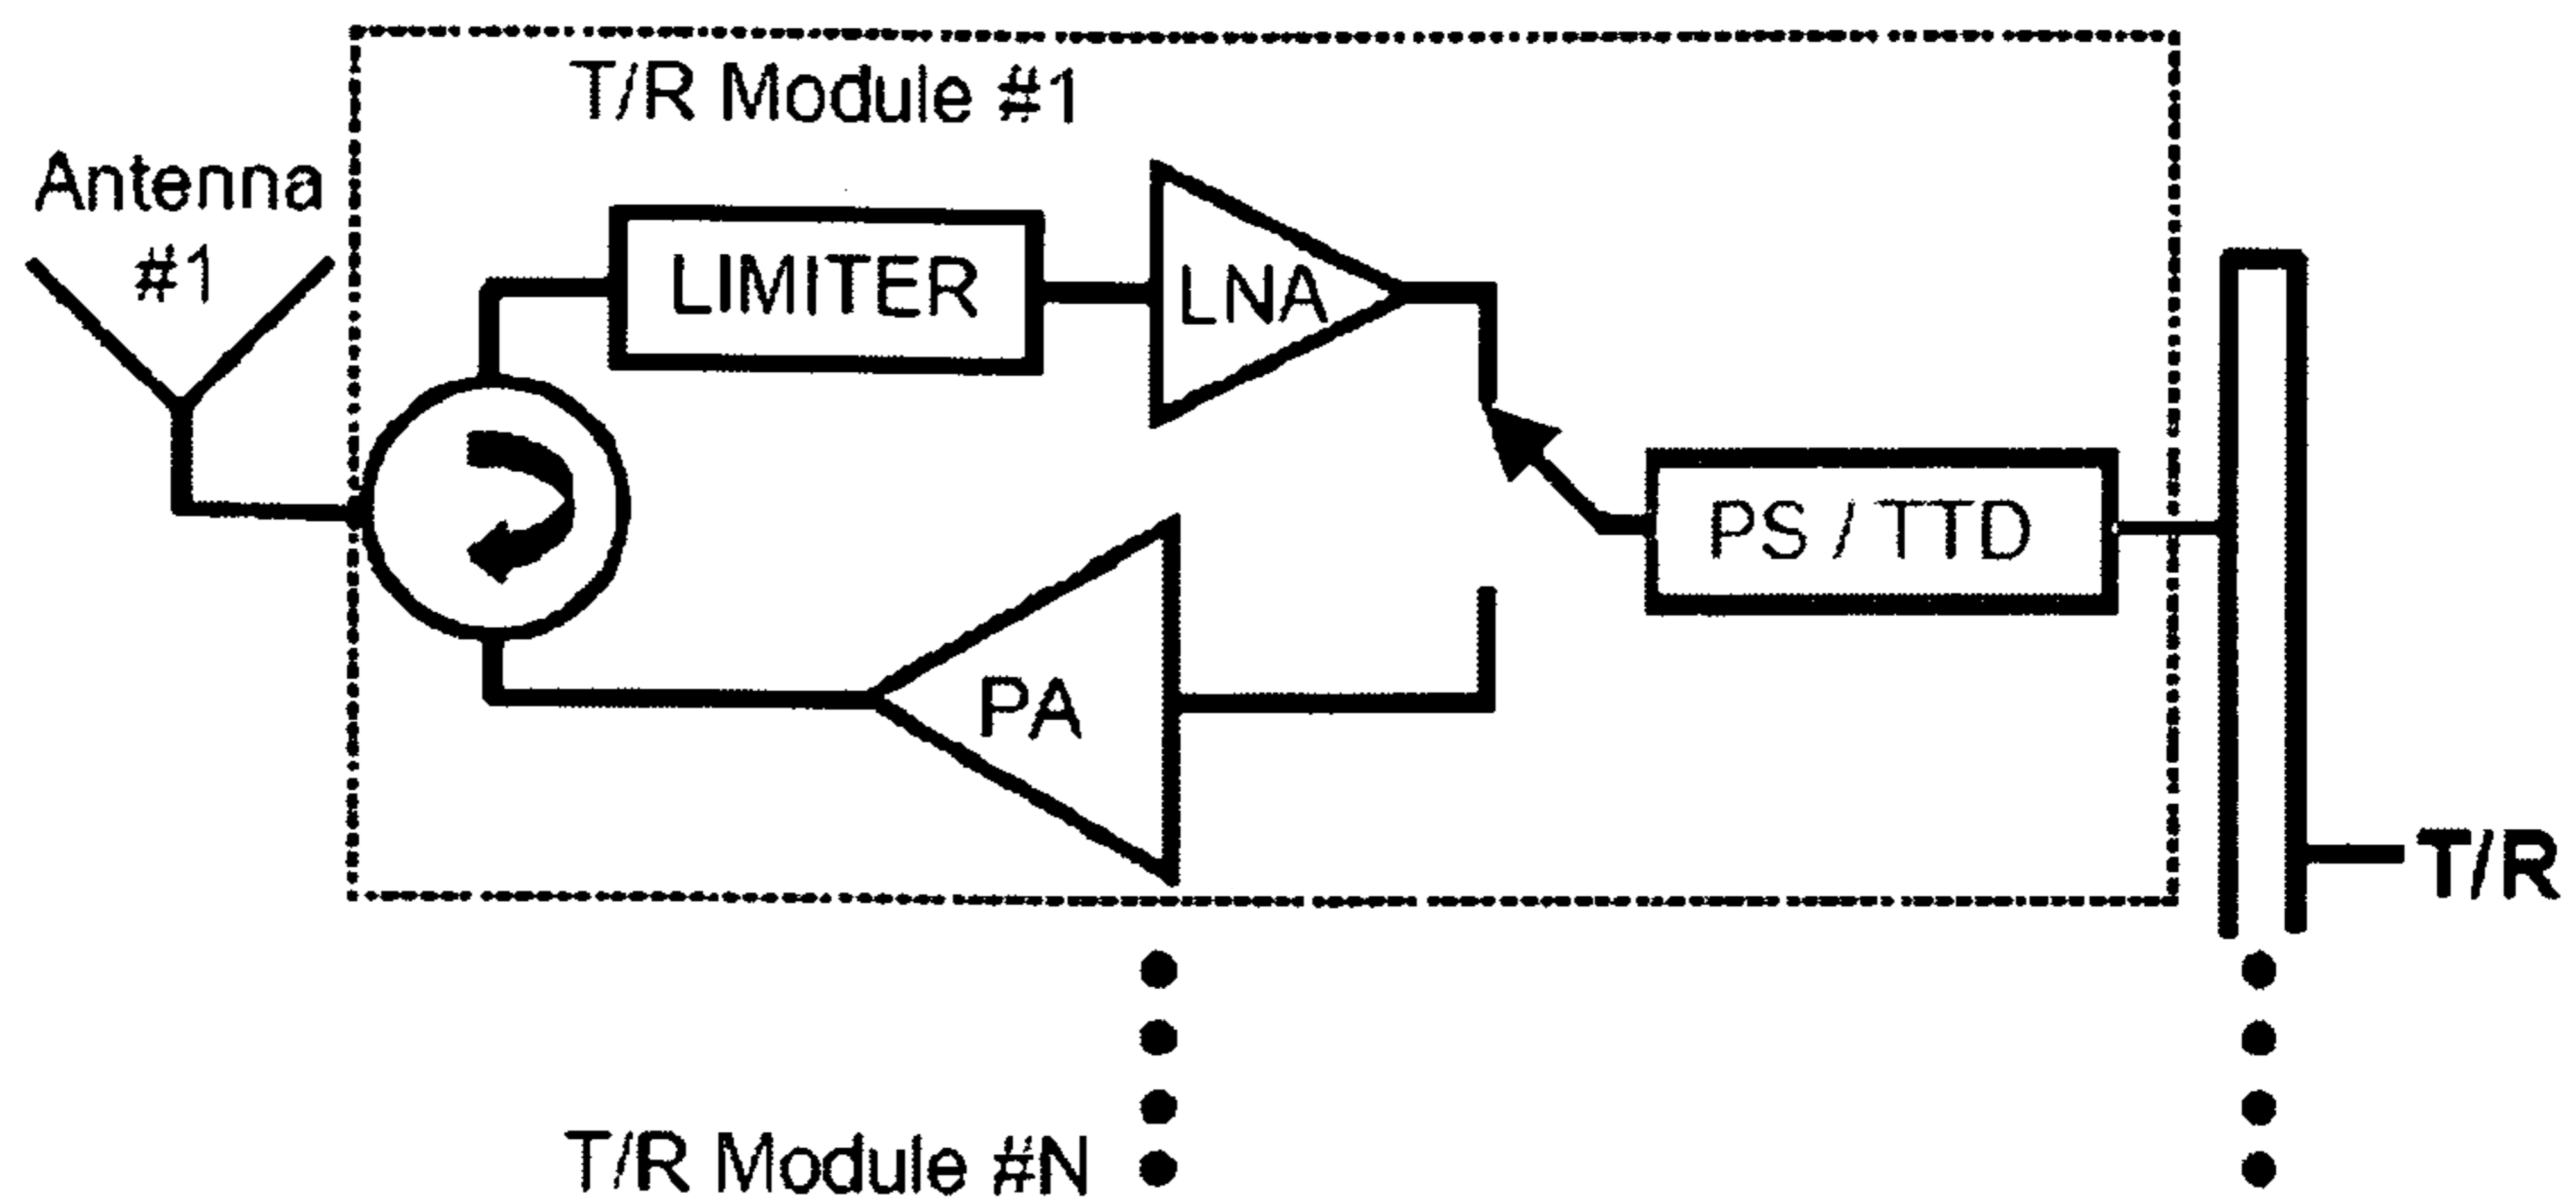 T/R Module #1
Antenna
#1
LIMITER
LNA
PS / TTD
PA
T/R
T/R Module #N